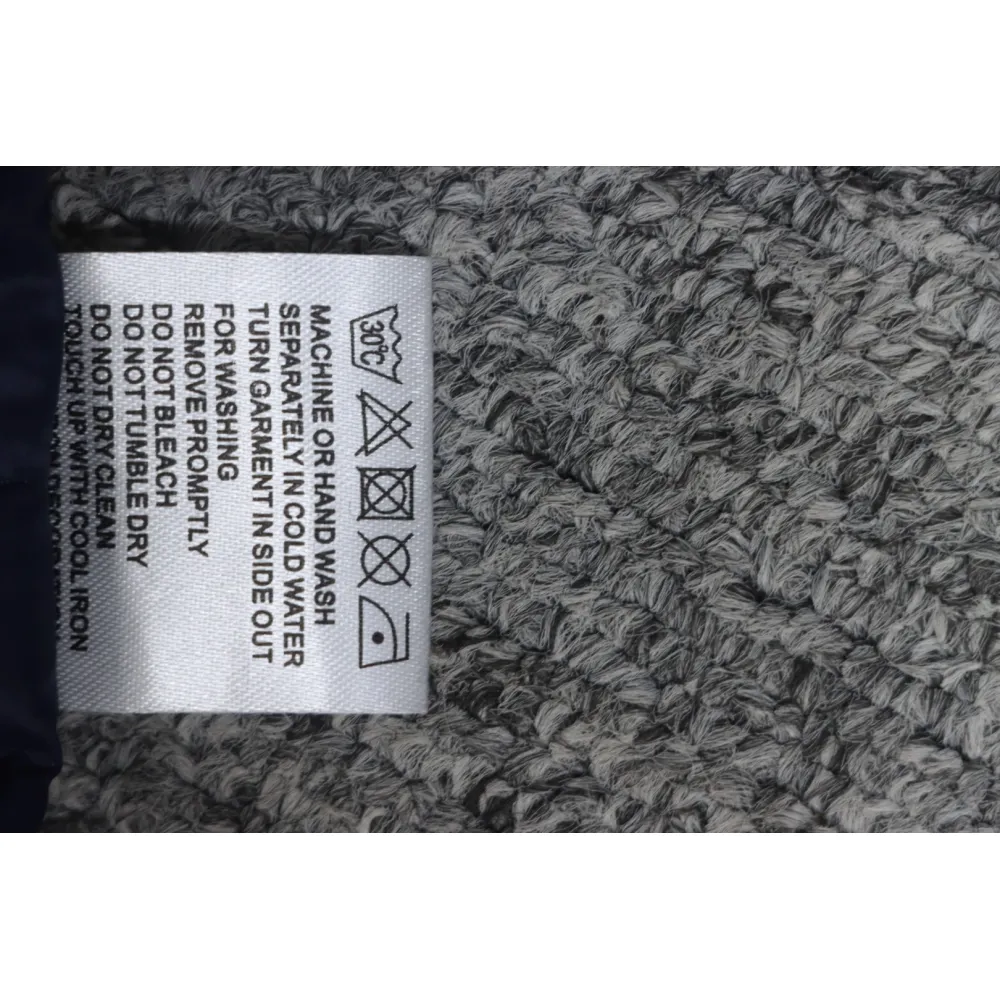 30°C
MACHINE OR HAND WASH
SEPARATELY IN COLD WATER
TURN GARMENT IN SIDE OUT
FOR WASHING
REMOVE PROMPTLY
DO NOT BLEACH
DO NOT TUMBLE DRY
DO NOT DRY CLEAN
TOUCH UP WITH COOL IRON